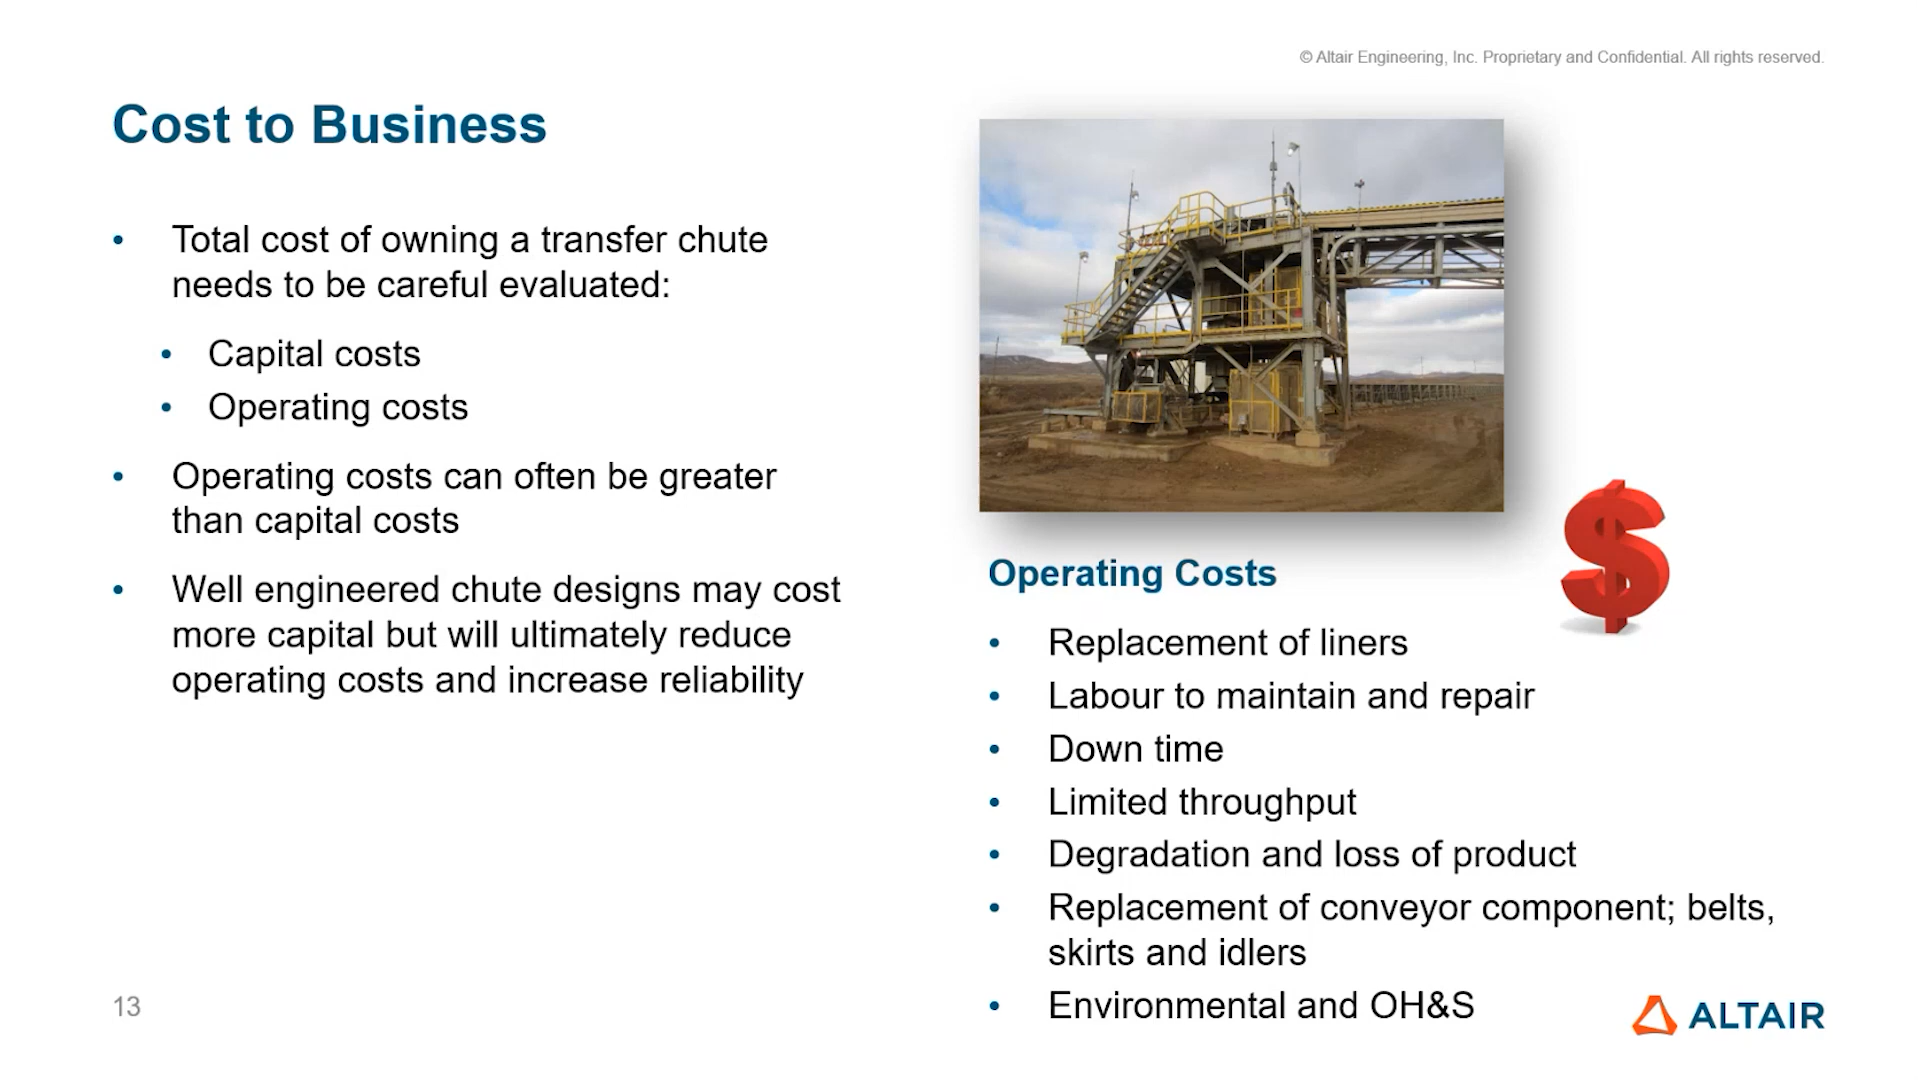 © Altair Engineering, Inc. Proprietary and Confidential. All rights reserved.
Cost to Business
• Total cost of owning a transfer chute
needs to be careful evaluated:
• Capital costs
• Operating costs
• Operating costs can often be greater
than capital costs
• Well engineered chute designs may cost
more capital but will ultimately reduce
operating costs and increase reliability
$
Operating Costs
• Replacement of liners
• Labour to maintain and repair
• Down time
• Limited throughput
• Degradation and loss of product
• Replacement of conveyor component; belts,
skirts and idlers
• Environmental and OH&S
13
ALTAIR